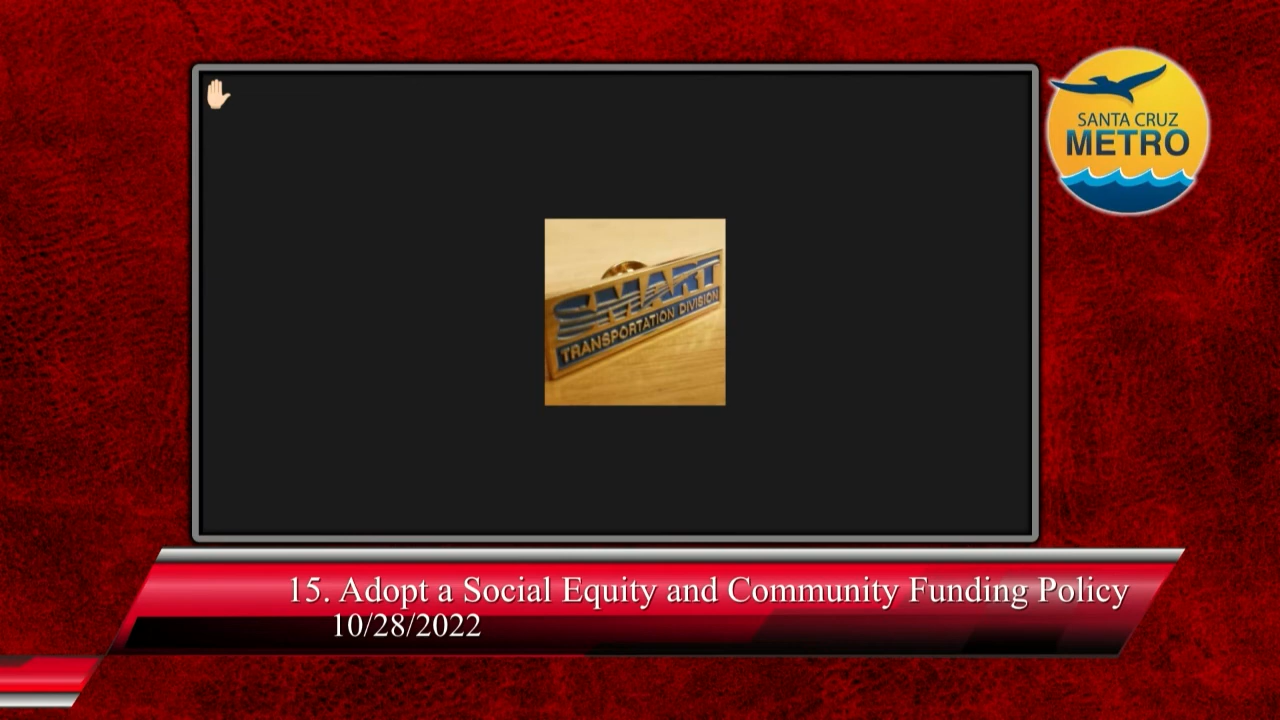 SANTA CRUZ
METRO
SMART
TRANSPORTATION DIVISION
15. Adopt a Social Equity and Community Funding Policy
10/28/2022